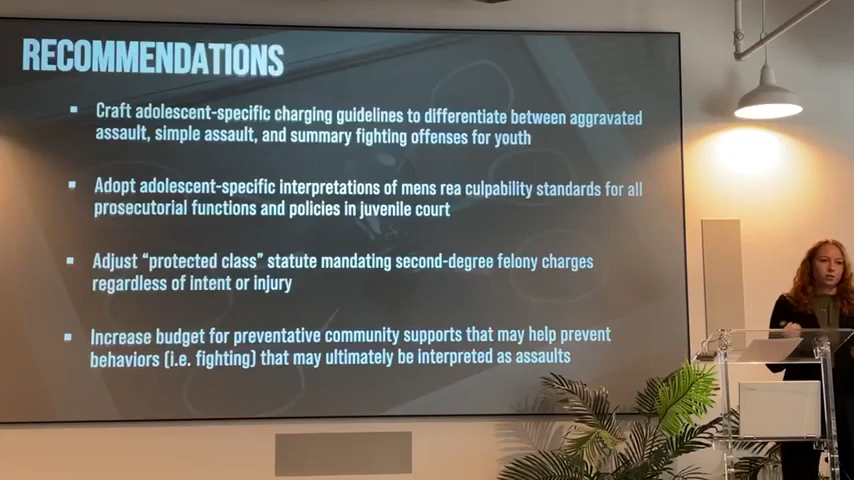 RECOMMENDATIONS
▪ Craft adolescent-specific charging guidelines to differentiate between aggravated
assault, simple assault, and summary fighting offenses for youth
▪ Adopt adolescent-specific interpretations of mens rea culpability standards for all
prosecutorial functions and policies in juvenile court
▪ Adjust “protected class” statute mandating second-degree felony charges
regardless of intent or injury
▪ Increase budget for preventative community supports that may help prevent
behaviors (i.e. fighting) that may ultimately be interpreted as assaults